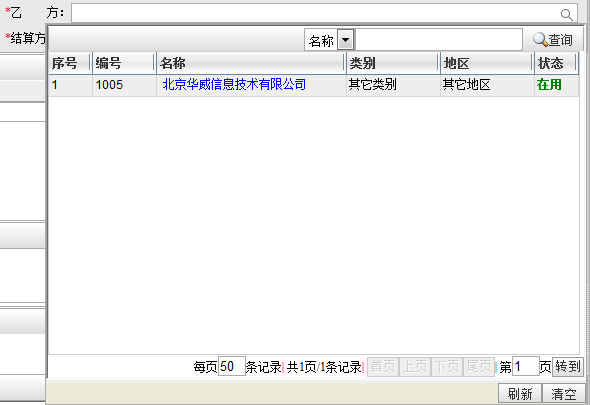 *乙 方：
*结算方
名称 查询
序号 编号 名称 类别 地区 状态
1 1005 北京华威信息技术有限公司 其它类别 其它地区 在用
每页50条记录| 共1页/1条记录| 首页 上页 下页 尾页 | 第1页 转到
刷新 清空